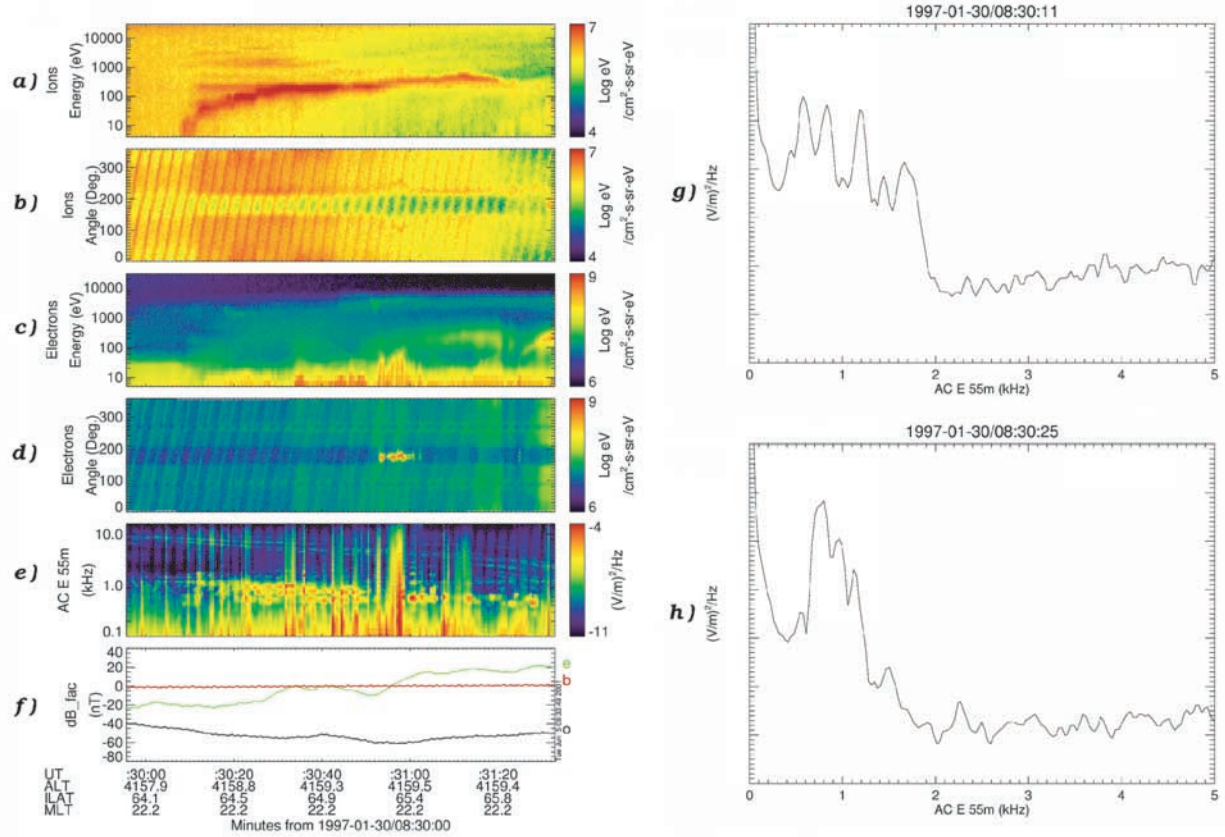 a)
Ions
Energy (eV)
10000
1000
100
10
7
4
Log eV
/cm²-s-sr-eV
b)
Ions
Angle (Deg.)
300
200
100
0
7
4
Log eV
/cm²-s-sr-eV
c)
Electrons
Energy (eV)
10000
1000
100
10
9
6
Log eV
/cm²-s-sr-eV
d)
Electrons
Angle (Deg.)
300
200
100
0
9
6
Log eV
/cm²-s-sr-eV
e)
AC E 55m
(kHz)
10.0
1.0
0.1
-4
-11
(V/m)²/Hz
f)
dB_fac
(nT)
40
20
0
-20
-40
-60
-80
e
b
o
UT :30:00 :30:20 :30:40 :31:00 :31:20
ALT 4157.9 4158.8 4159.3 4159.5 4159.4
ILAT 64.1 64.5 64.9 65.4 65.8
MLT 22.2 22.2 22.2 22.2 22.2
Minutes from 1997-01-30/08:30:00
1997-01-30/08:30:11
g)
(V/m)²/Hz
0 1 2 3 4 5
AC E 55m (kHz)
1997-01-30/08:30:25
h)
(V/m)²/Hz
0 1 2 3 4 5
AC E 55m (kHz)